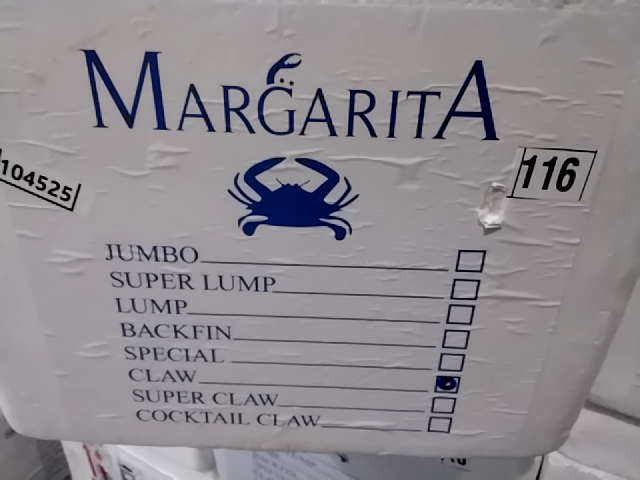 MARGARITA
104525
116
JUMBO
SUPER LUMP
LUMP
BACKFIN
SPECIAL
CLAW
SUPER CLAW
COCKTAIL CLAW